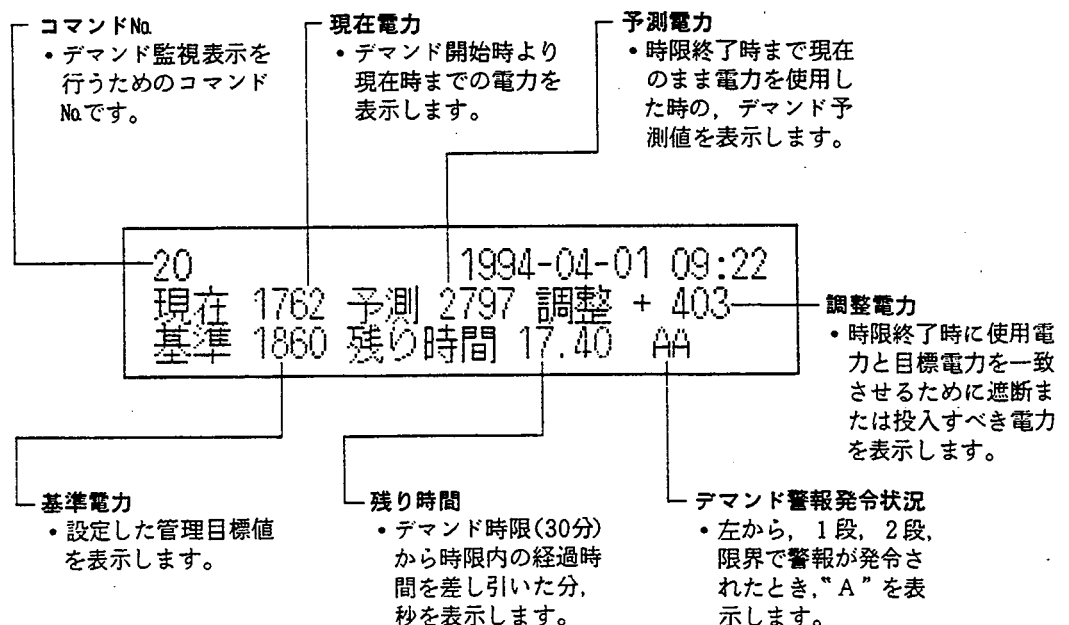 コマンド№
・デマンド監視表示を
行うためのコマンド
№です。
現在電力
・デマンド開始時より
現在時までの電力を
表示します。
予測電力
・時限終了時まで現在
のまま電力を使用し
た時の，デマンド予
測値を表示します。
20 1994-04-01 09:22
現在 1762 予測 2797 調整 + 403
基準 1860 残り時間 17.40 AA
調整電力
・時限終了時に使用電
力と目標電力を一致
させるために遮断ま
たは投入すべき電力
を表示します。
基準電力
・設定した管理目標値
を表示します。
残り時間
・デマンド時限(30分)
から時限内の経過時
間を差し引いた分，
秒を表示します。
デマンド警報発令状況
・左から，1段，2段，
限界で警報が発令さ
れたとき，〝A〟を表
示します。